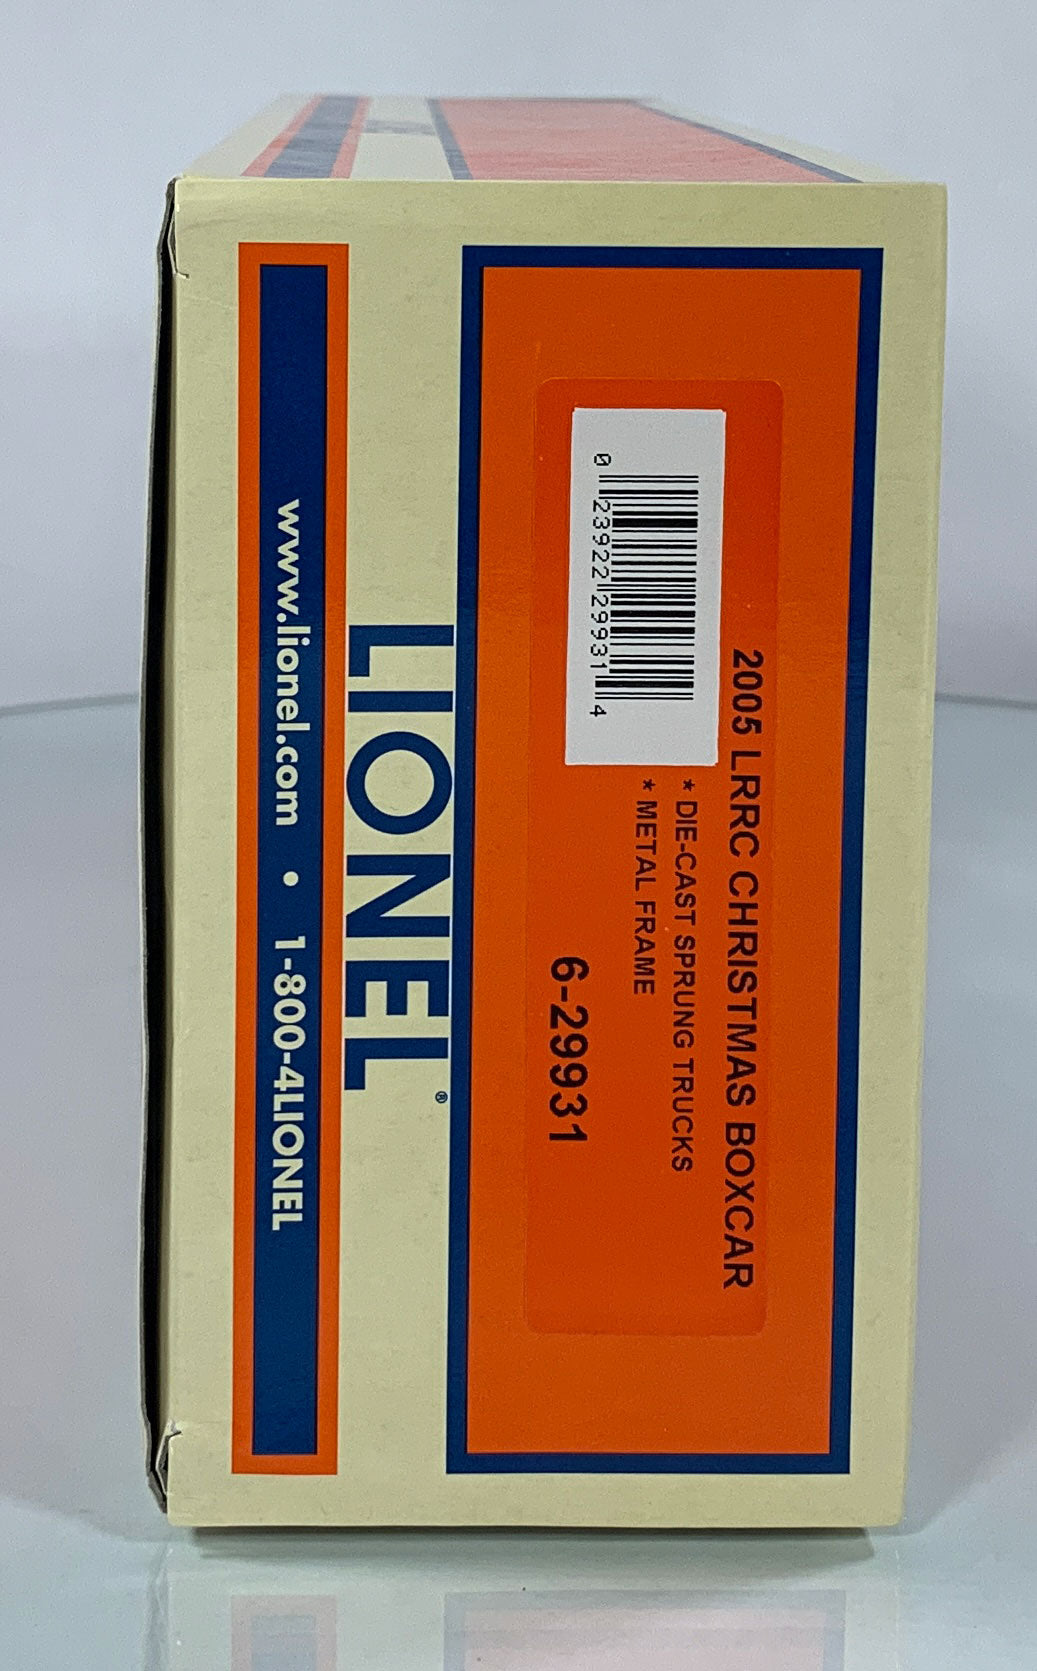 2005 LRRC CHRISTMAS BOXCAR
* DIE-CAST SPRUNG TRUCKS
* METAL FRAME
0 23922 29931 4
6-29931
LIONEL®
www.lionel.com • 1-800-4LIONEL